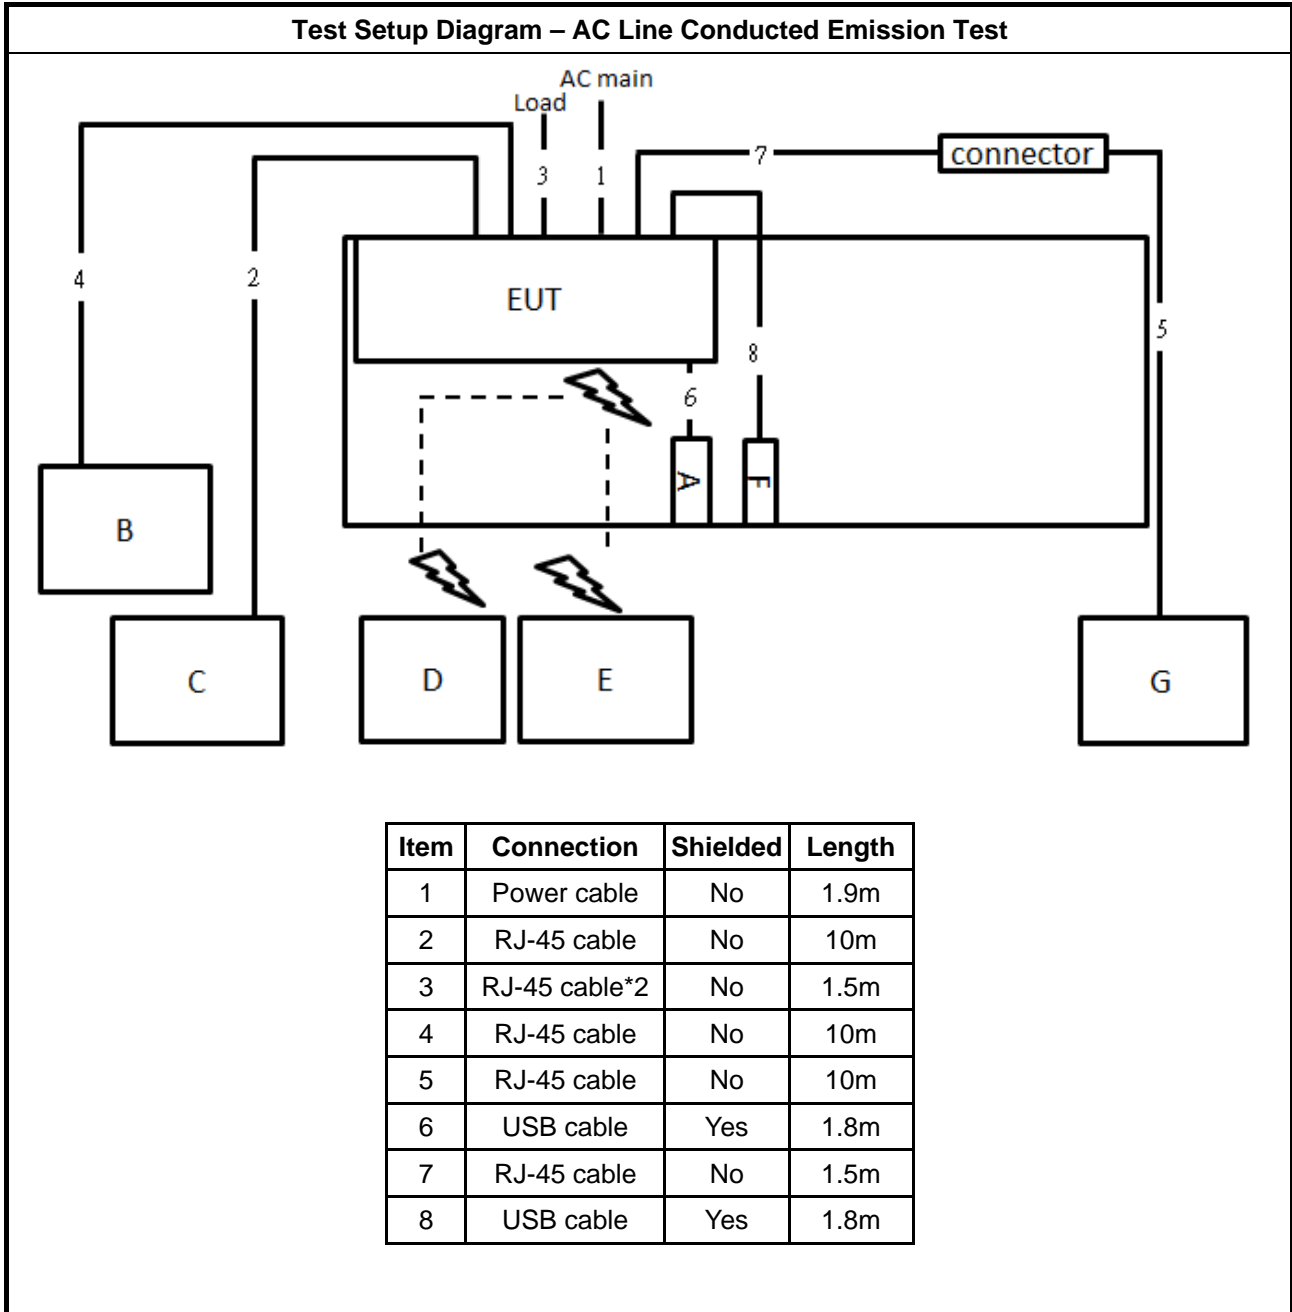 Test Setup Diagram – AC Line Conducted Emission Test
AC main
Load
7
connector
3
1
4
2
EUT
5
8
6
A
F
B
C
D
E
G
Item Connection Shielded Length
1 Power cable No 1.9m
2 RJ-45 cable No 10m
3 RJ-45 cable*2 No 1.5m
4 RJ-45 cable No 10m
5 RJ-45 cable No 10m
6 USB cable Yes 1.8m
7 RJ-45 cable No 1.5m
8 USB cable Yes 1.8m